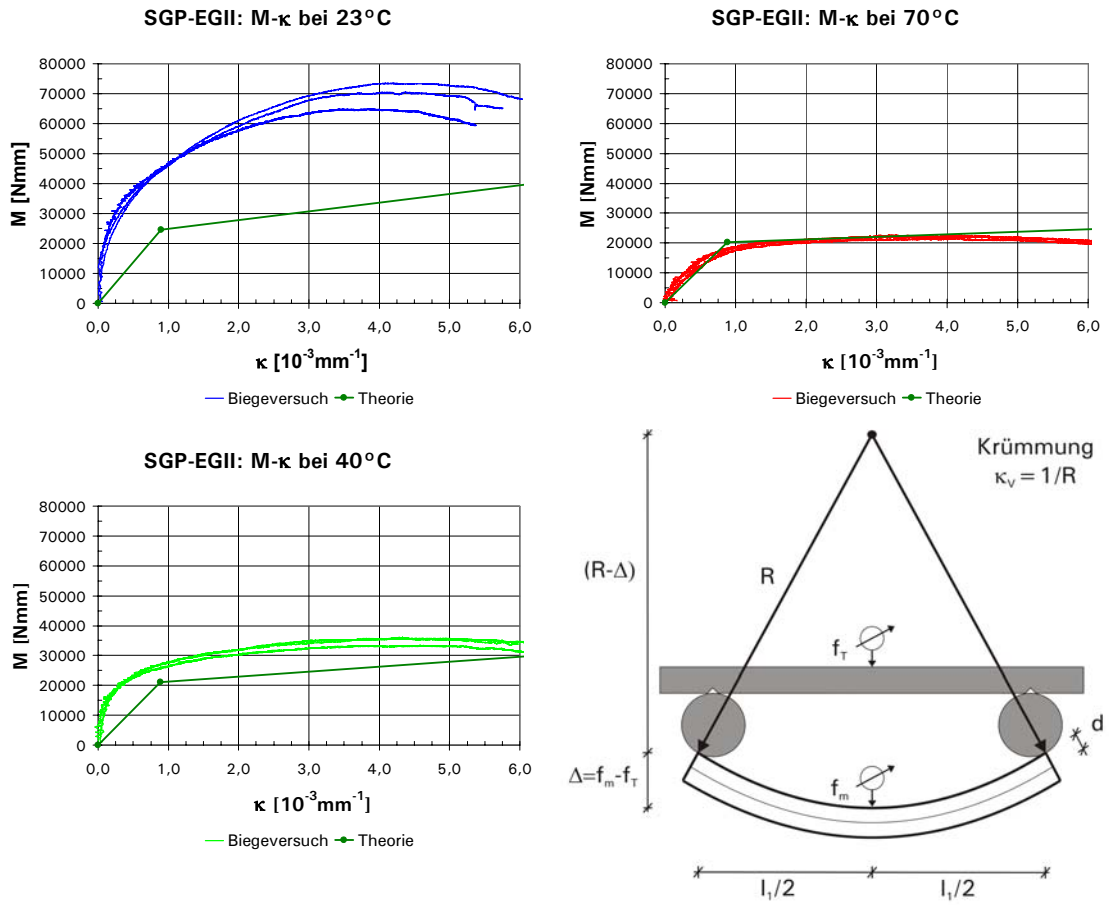 SGP-EGII: M-κ bei 23°C
M [Nmm]
80000
70000
60000
50000
40000
30000
20000
10000
0
0,0 1,0 2,0 3,0 4,0 5,0 6,0
κ [10⁻³mm⁻¹]
Biegeversuch Theorie
SGP-EGII: M-κ bei 70°C
M [Nmm]
80000
70000
60000
50000
40000
30000
20000
10000
0
0,0 1,0 2,0 3,0 4,0 5,0 6,0
κ [10⁻³mm⁻¹]
Biegeversuch Theorie
SGP-EGII: M-κ bei 40°C
M [Nmm]
80000
70000
60000
50000
40000
30000
20000
10000
0
0,0 1,0 2,0 3,0 4,0 5,0 6,0
κ [10⁻³mm⁻¹]
Biegeversuch Theorie
Krümmung
κ_V = 1/R
(R-Δ)
R
f_T
d
Δ=f_m-f_T
f_m
l₁/2 l₁/2